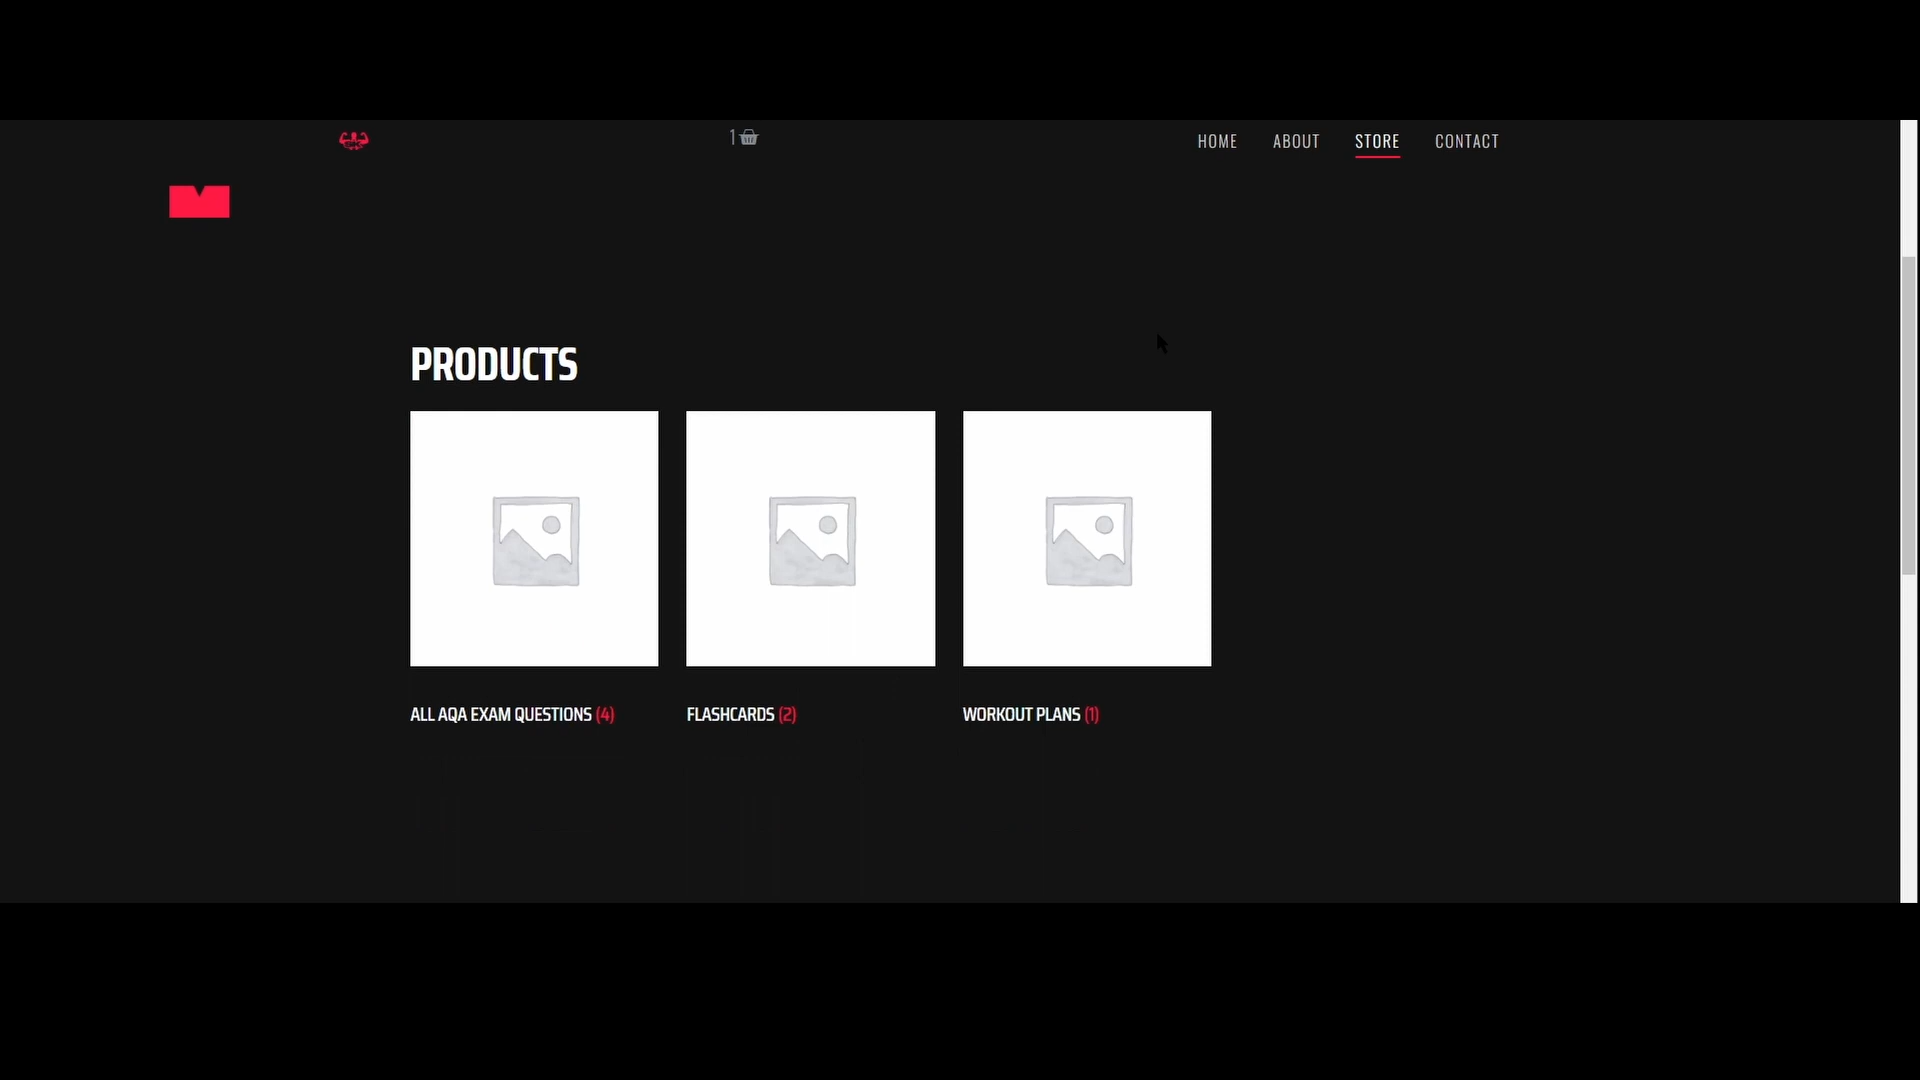 1
HOME ABOUT STORE CONTACT
PRODUCTS
ALL AQA EXAM QUESTIONS (4)
FLASHCARDS (2)
WORKOUT PLANS (1)